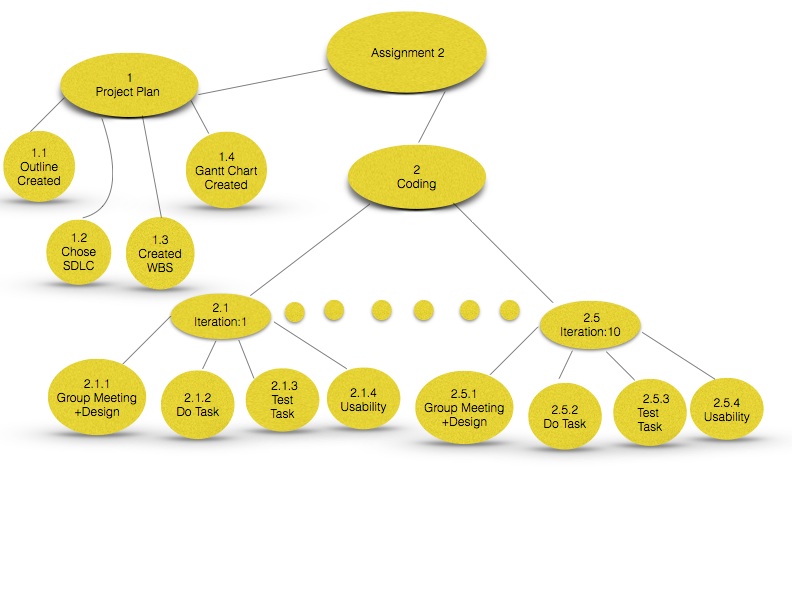 Assignment 2
1
Project Plan
1.1
Outline
Created
1.4
Gantt Chart
Created
2
Coding
1.2
Chose
SDLC
1.3
Created
WBS
2.1
Iteration:1
2.5
Iteration:10
2.1.1
Group Meeting
+Design
2.1.2
Do Task
2.1.3
Test
Task
2.1.4
Usability
2.5.1
Group Meeting
+Design
2.5.2
Do Task
2.5.3
Test
Task
2.5.4
Usability